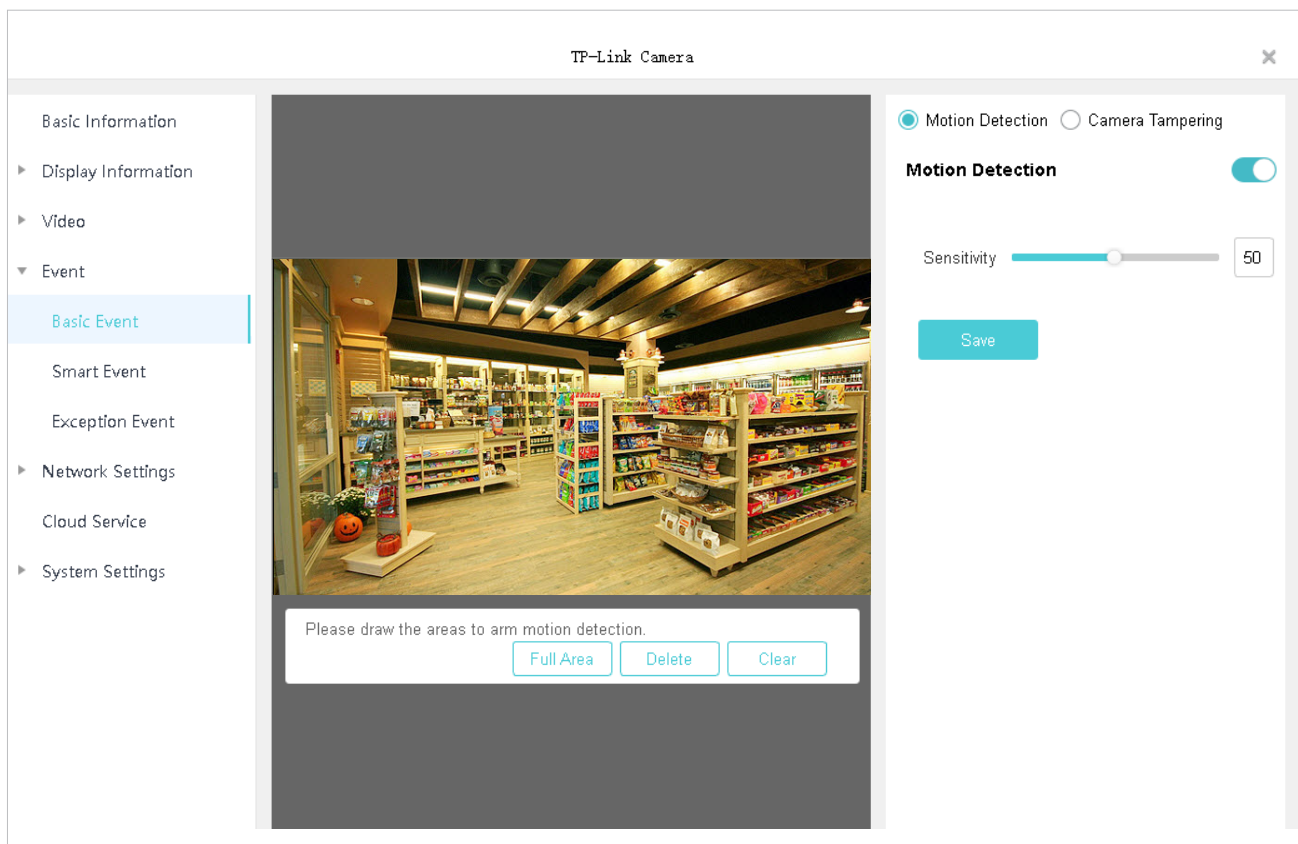 TP-Link Camera
Basic Information
Display Information
Video
Event
Basic Event
Smart Event
Exception Event
Network Settings
Cloud Service
System Settings
Please draw the areas to arm motion detection.
Full Area Delete Clear
Motion Detection Camera Tampering
Motion Detection
Sensitivity 50
Save